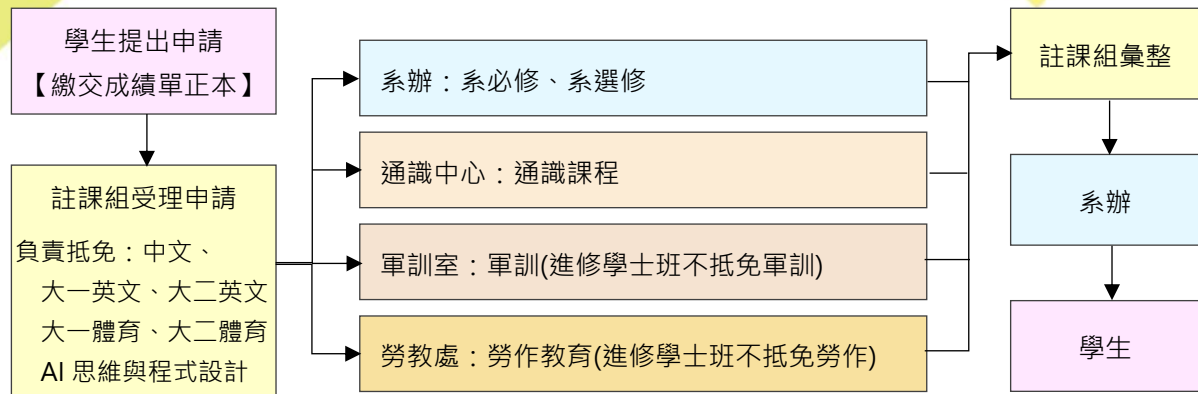 學生提出申請
【繳交成績單正本】
註課組受理申請
負責抵免：中文、
大一英文、大二英文
大一體育、大二體育
AI 思維與程式設計
系辦：系必修、系選修
通識中心：通識課程
軍訓室：軍訓(進修學士班不抵免軍訓)
勞教處：勞作教育(進修學士班不抵免勞作)
註課組彙整
系辦
學生